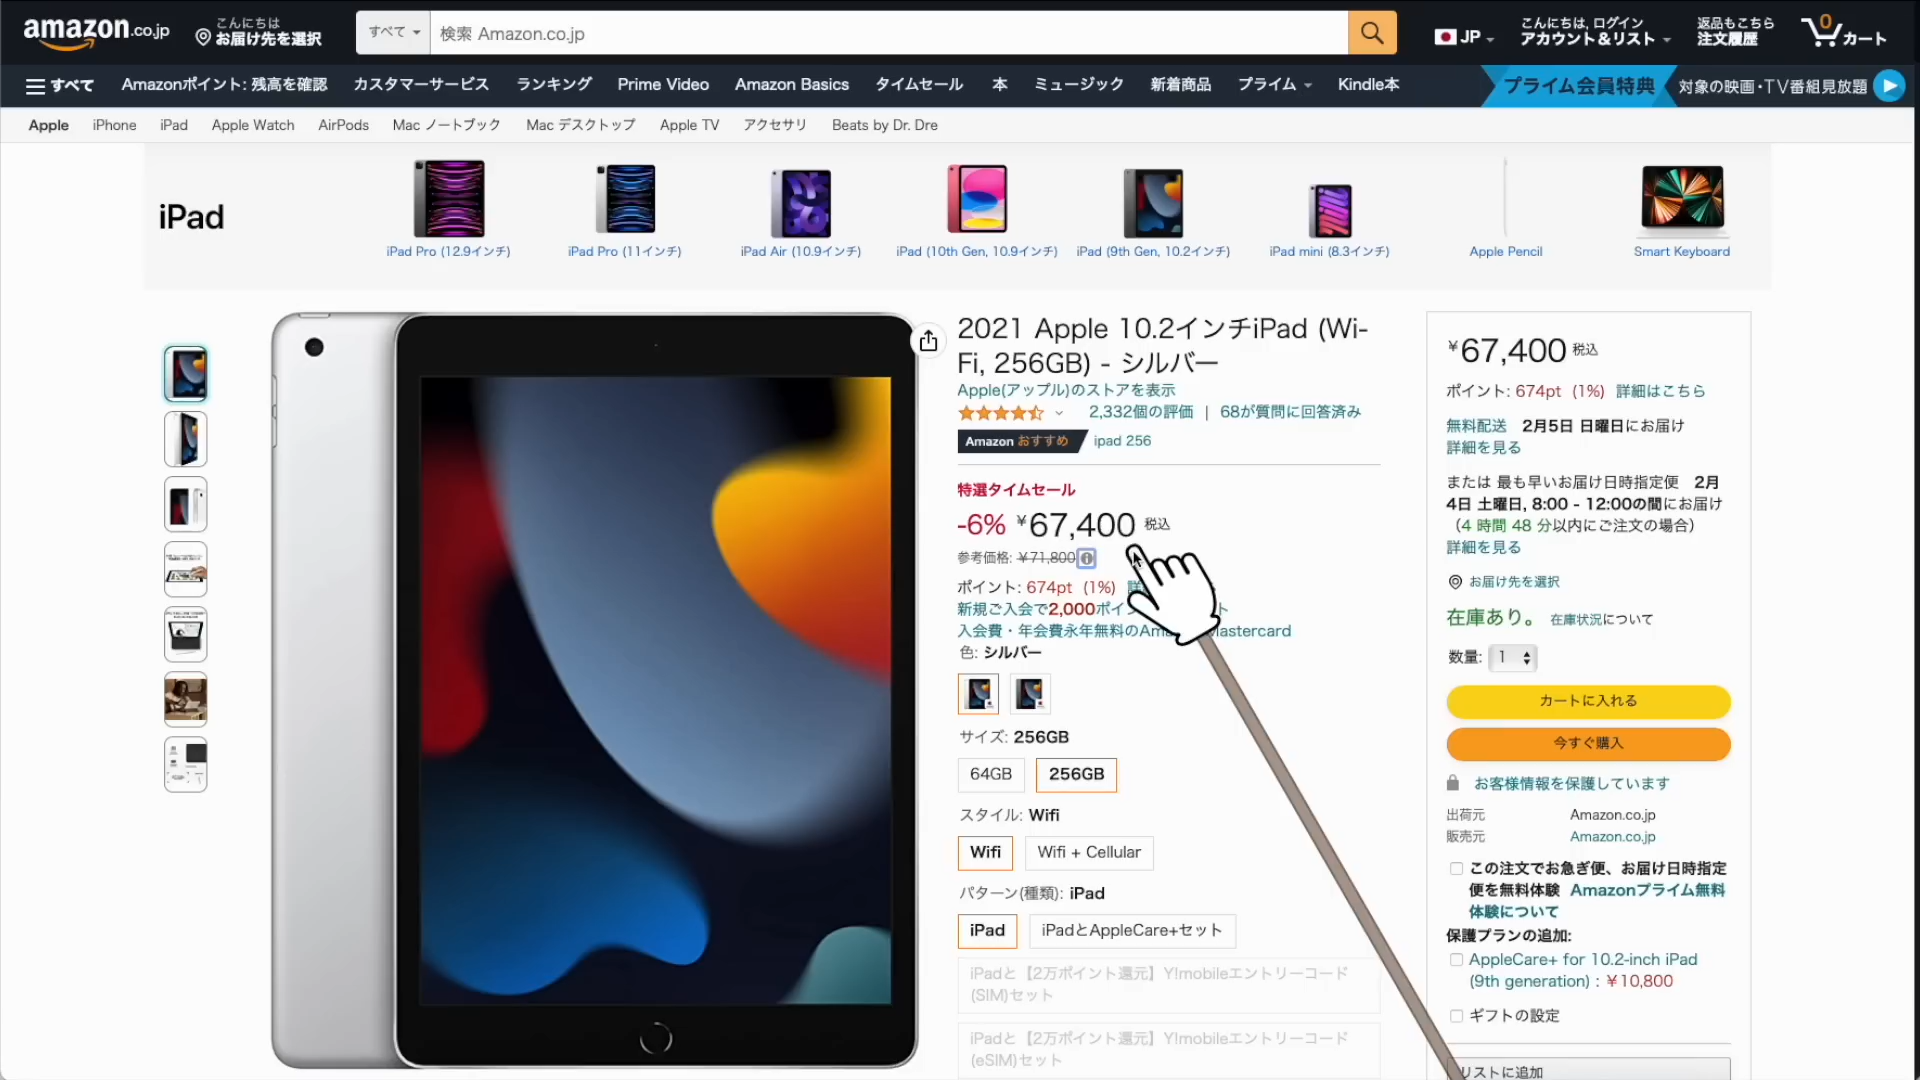 amazon.co.jp
こんにちは
お届け先を選択
すべて
検索 Amazon.co.jp
JP
こんにちは, ログイン
アカウント＆リスト
返品もこちら
注文履歴
0
カート
すべて
Amazonポイント: 残高を確認
カスタマーサービス
ランキング
Prime Video
Amazon Basics
タイムセール
本
ミュージック
新着商品
プライム
Kindle本
プライム会員特典
対象の映画・TV番組見放題
Apple
iPhone
iPad
Apple Watch
AirPods
Mac ノートブック
Mac デスクトップ
Apple TV
アクセサリ
Beats by Dr. Dre
iPad
iPad Pro (12.9インチ)
iPad Pro (11インチ)
iPad Air (10.9インチ)
iPad (10th Gen, 10.9インチ)
iPad (9th Gen, 10.2インチ)
iPad mini (8.3インチ)
Apple Pencil
Smart Keyboard
2021 Apple 10.2インチiPad (Wi-
Fi, 256GB) - シルバー
Apple(アップル)のストアを表示
2,332個の評価 | 68が質問に回答済み
Amazon おすすめ ipad 256
特選タイムセール
-6% ¥67,400 税込
参考価格: ¥71,800
ポイント: 674pt (1%)
新規ご入会で2,000ポイ
入会費・年会費永年無料のAma
astercard
色: シルバー
サイズ: 256GB
64GB
256GB
スタイル: Wifi
Wifi
Wifi + Cellular
パターン(種類): iPad
iPad
iPadとAppleCare+セット
iPadと【2万ポイント還元】Y!mobileエントリーコード
(SIM)セット
iPadと【2万ポイント還元】Y!mobileエントリーコード
(eSIM)セット
¥67,400 税込
ポイント: 674pt (1%) 詳細はこちら
無料配送 2月5日 日曜日にお届け
詳細を見る
または 最も早いお届け日時指定便 2月
4日 土曜日, 8:00 - 12:00の間にお届け
（4 時間 48 分以内にご注文の場合）
詳細を見る
お届け先を選択
在庫あり。 在庫状況について
数量: 1
カートに入れる
今すぐ購入
お客様情報を保護しています
出荷元 Amazon.co.jp
販売元 Amazon.co.jp
この注文でお急ぎ便、お届け日時指定
便を無料体験 Amazonプライム無料
体験について
保護プランの追加:
AppleCare+ for 10.2-inch iPad
(9th generation) : ￥10,800
ギフトの設定
リストに追加